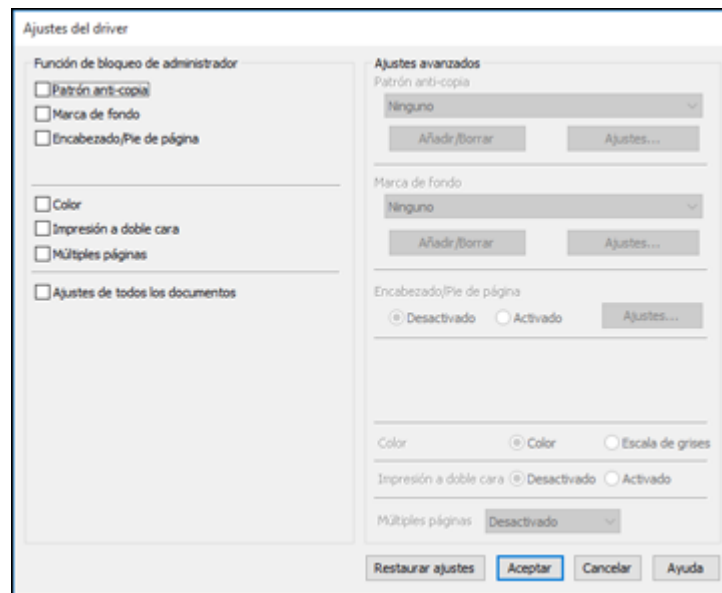 Ajustes del driver
Función de bloqueo de administrador
Patrón anti-copia
Marca de fondo
Encabezado/Pie de página
Color
Impresión a doble cara
Múltiples páginas
Ajustes de todos los documentos
Ajustes avanzados
Patrón anti-copia
Ninguno
Añadir/Borrar Ajustes...
Marca de fondo
Ninguno
Añadir/Borrar Ajustes...
Encabezado/Pie de página
Desactivado Activado Ajustes...
Color Color Escala de grises
Impresión a doble cara Desactivado Activado
Múltiples páginas Desactivado
Restaurar ajustes Aceptar Cancelar Ayuda